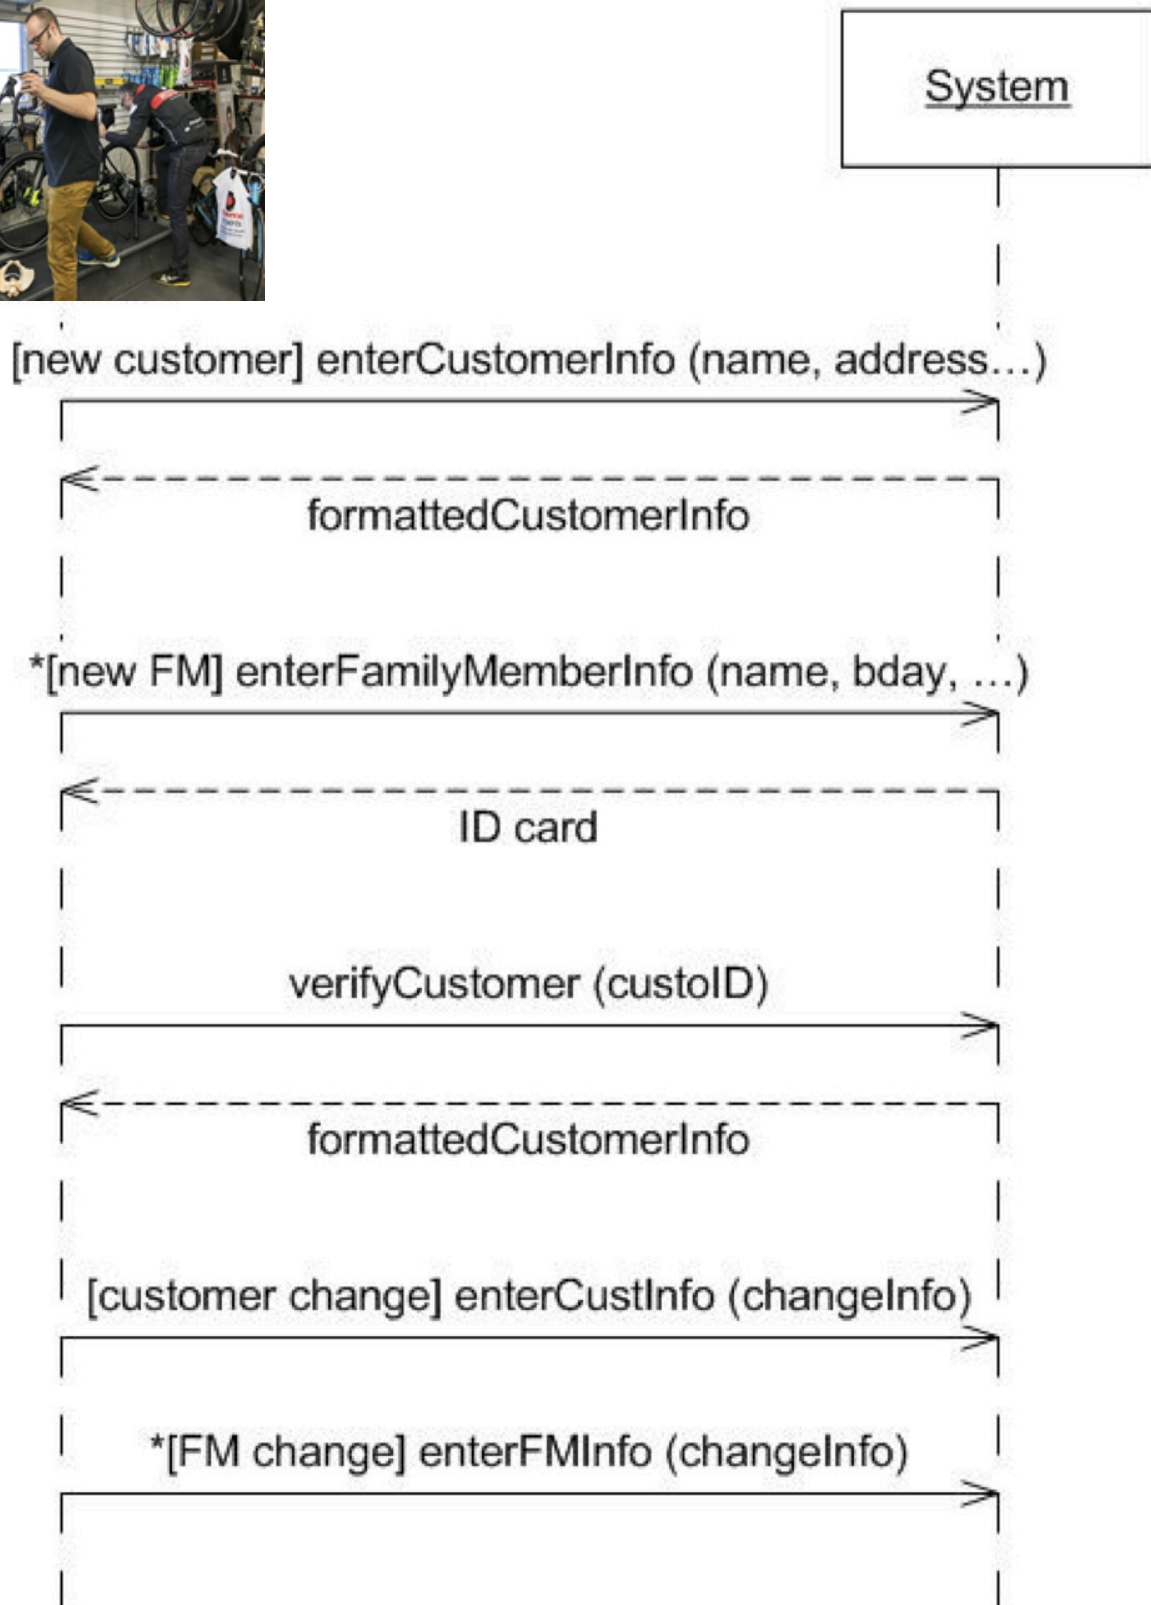 System
[new customer] enterCustomerInfo (name, address...)
formattedCustomerInfo
*[new FM] enterFamilyMemberInfo (name, bday, ...)
ID card
verifyCustomer (custoID)
formattedCustomerInfo
[customer change] enterCustInfo (changeInfo)
*[FM change] enterFMInfo (changeInfo)